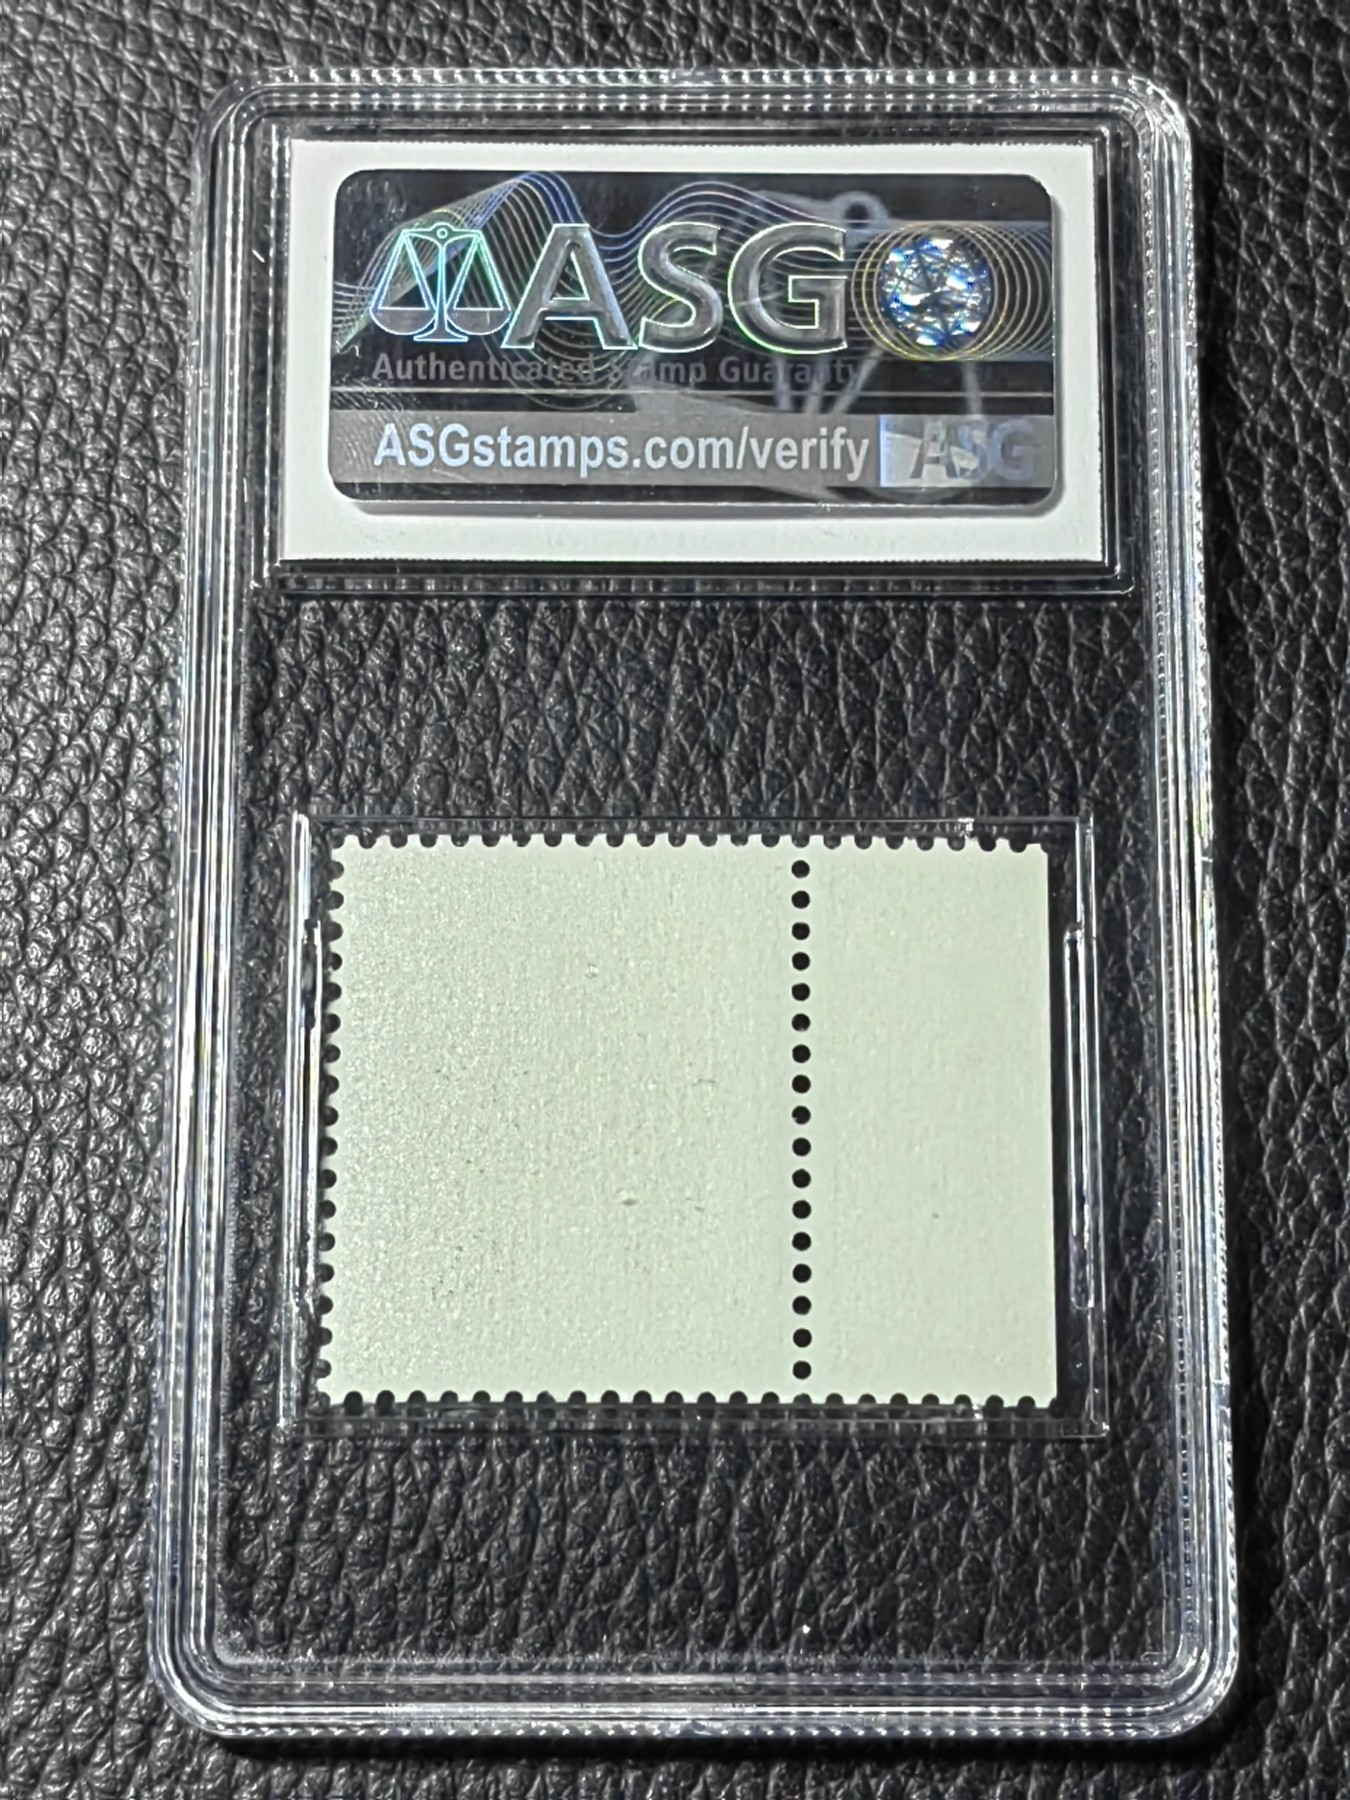 ASG
Authenticated Stamp Guaranty
ASGstamps.com/verify ASG